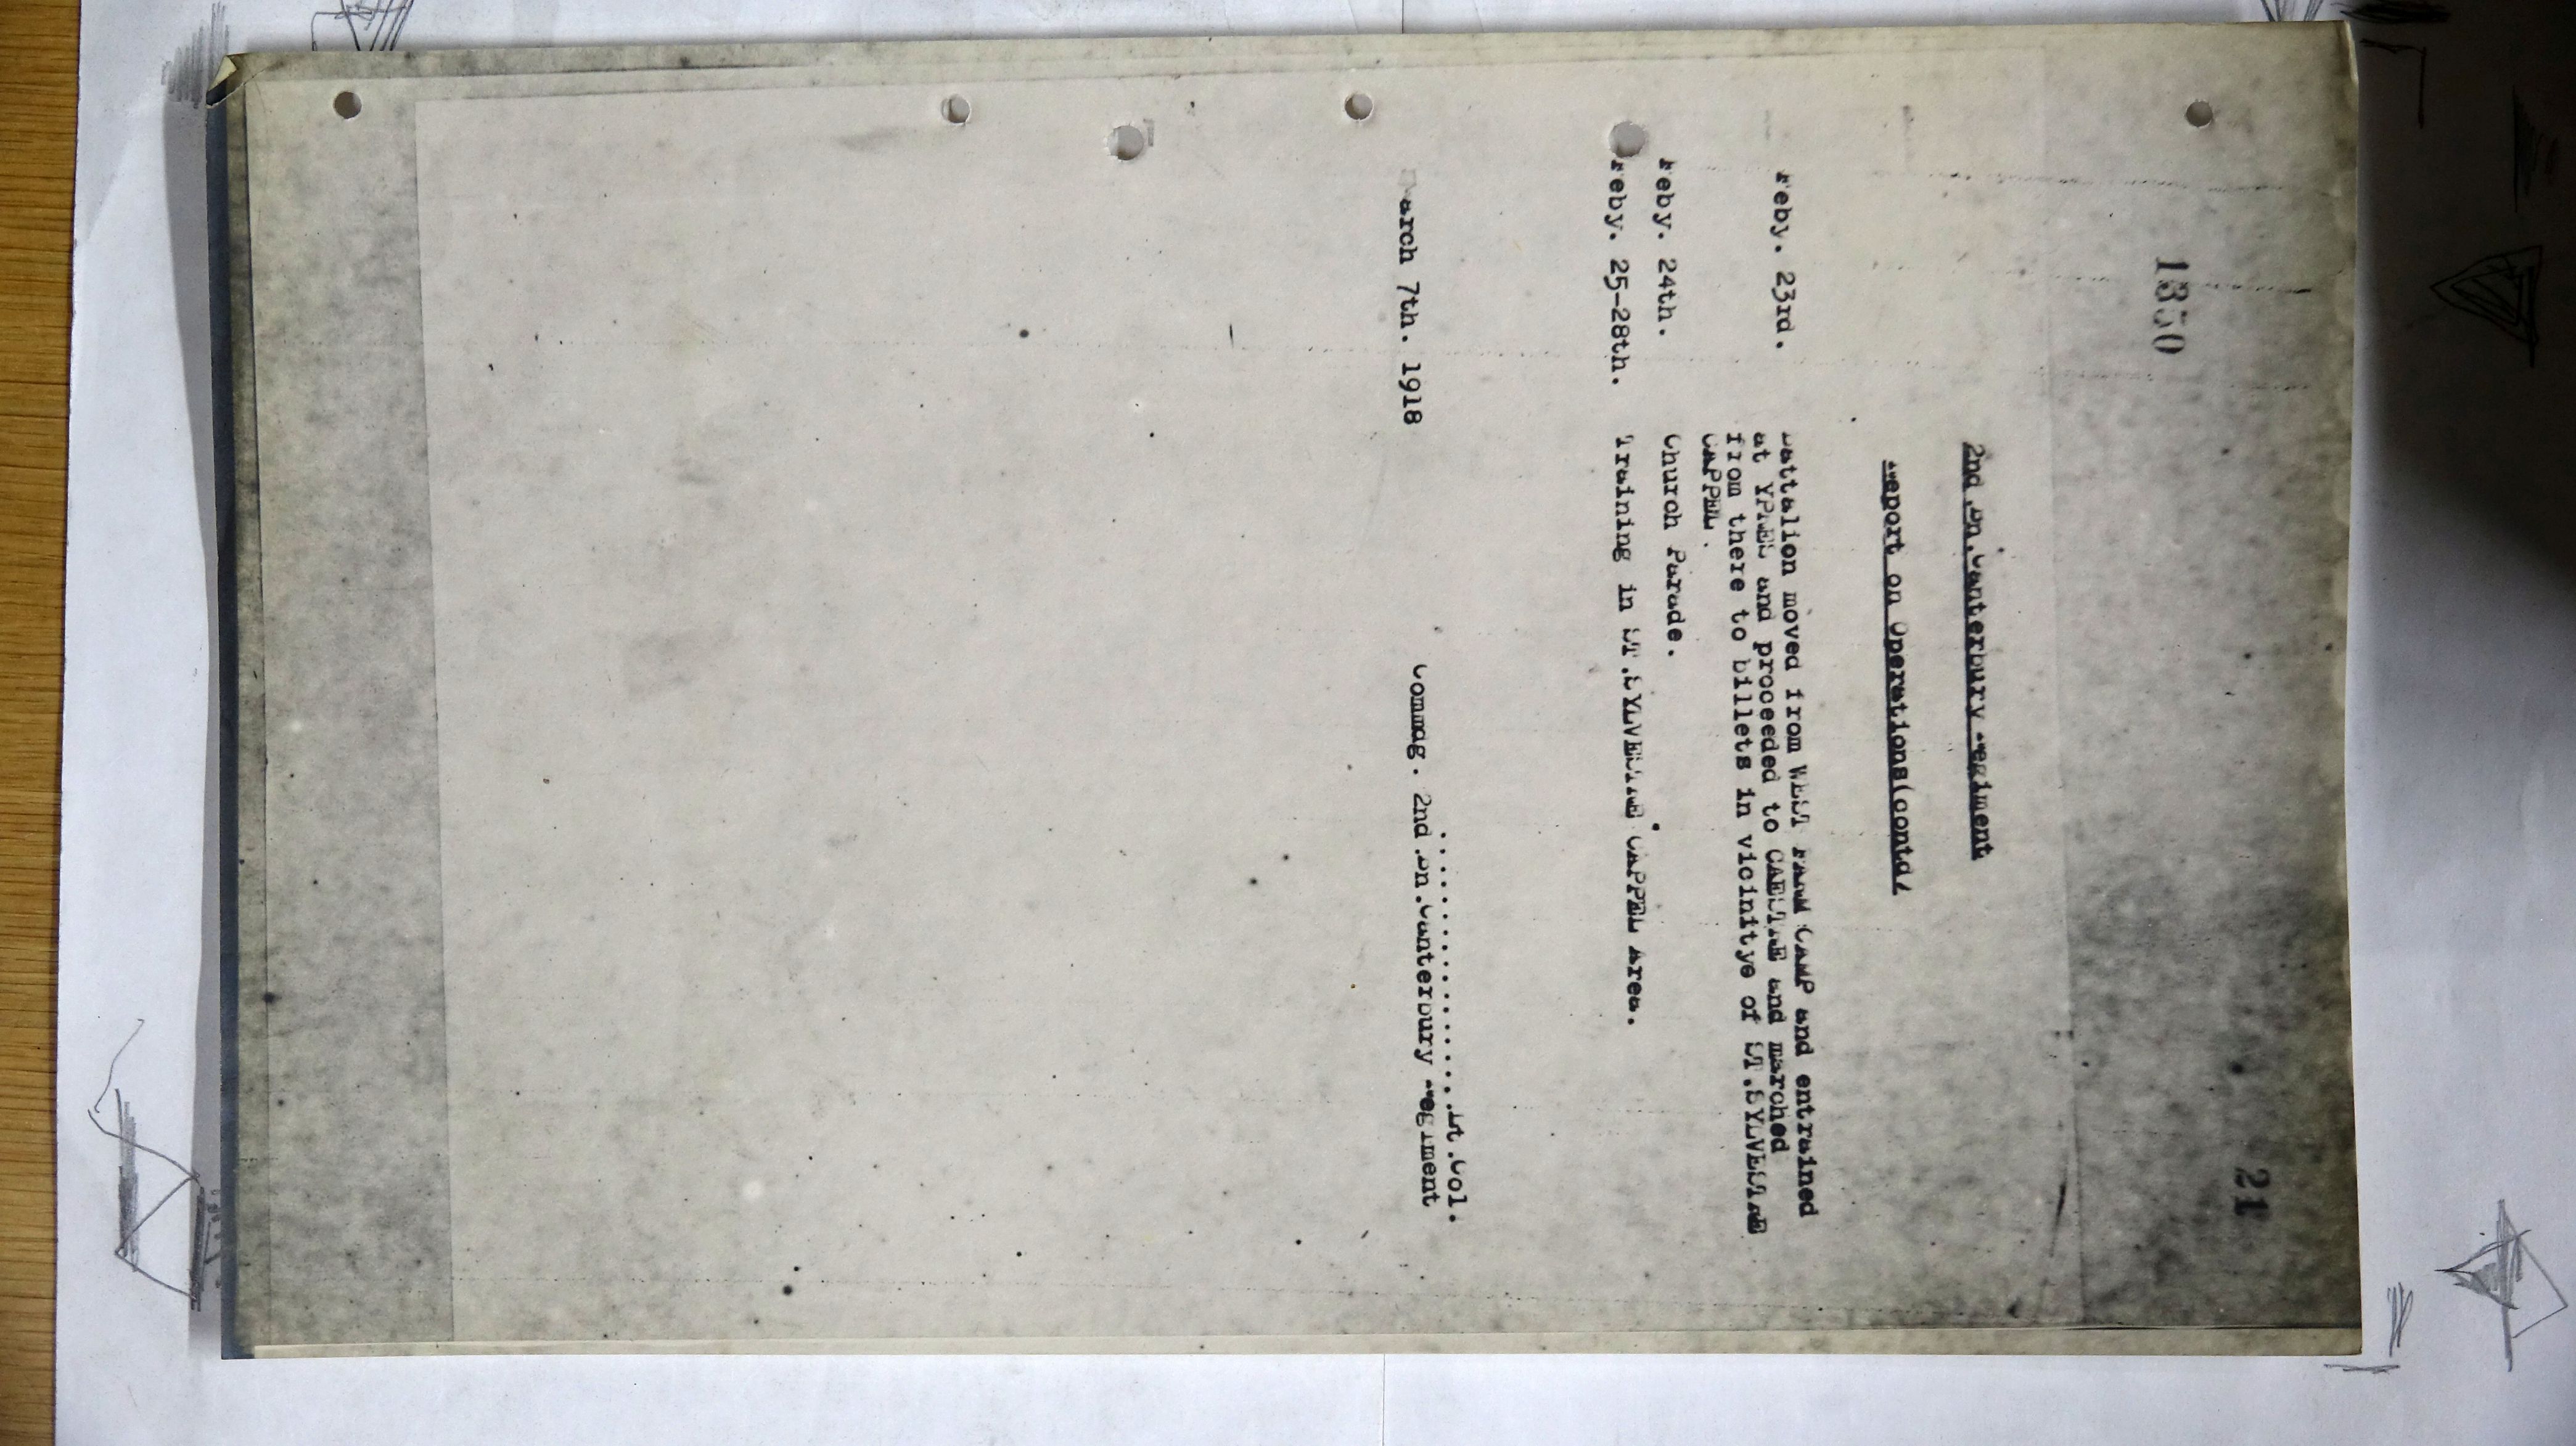 1350
21
2nd Bn.Canterbury Regiment
Report on Operations(contd/
Feby. 23rd. Battalion moved from WEST FARM CAMP and entrained
at YPRES and proceeded to CAESTRE and marched
from there to billets in vicinitye of ST.SYLVESTRE
CAPPEL.
Feby. 24th. Church Parade.
Feby. 25-28th. Training in ST.SYLVESTRE CAPPEL Area.
......................Lt.Col.
March 7th. 1918 Commdg. 2nd Bn.Canterbury Regiment